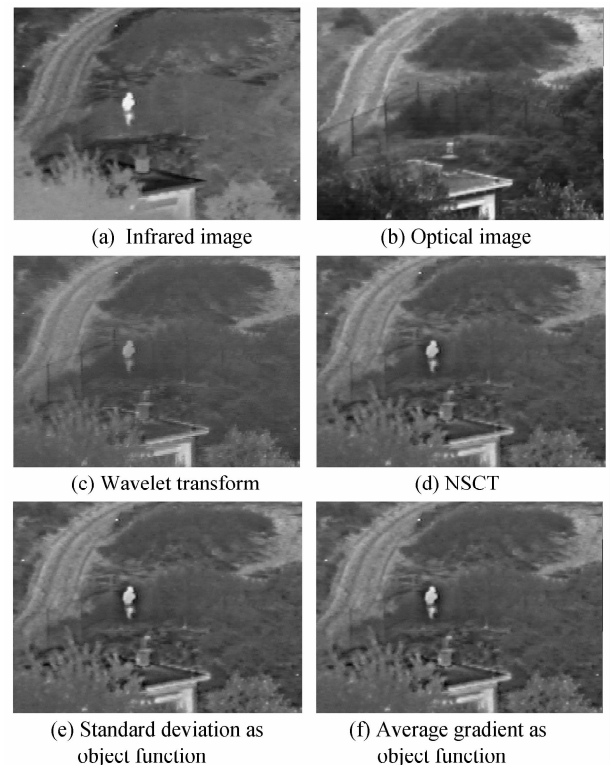 (a) Infrared image
(b) Optical image
(c) Wavelet transform
(d) NSCT
(e) Standard deviation as
object function
(f) Average gradient as
object function